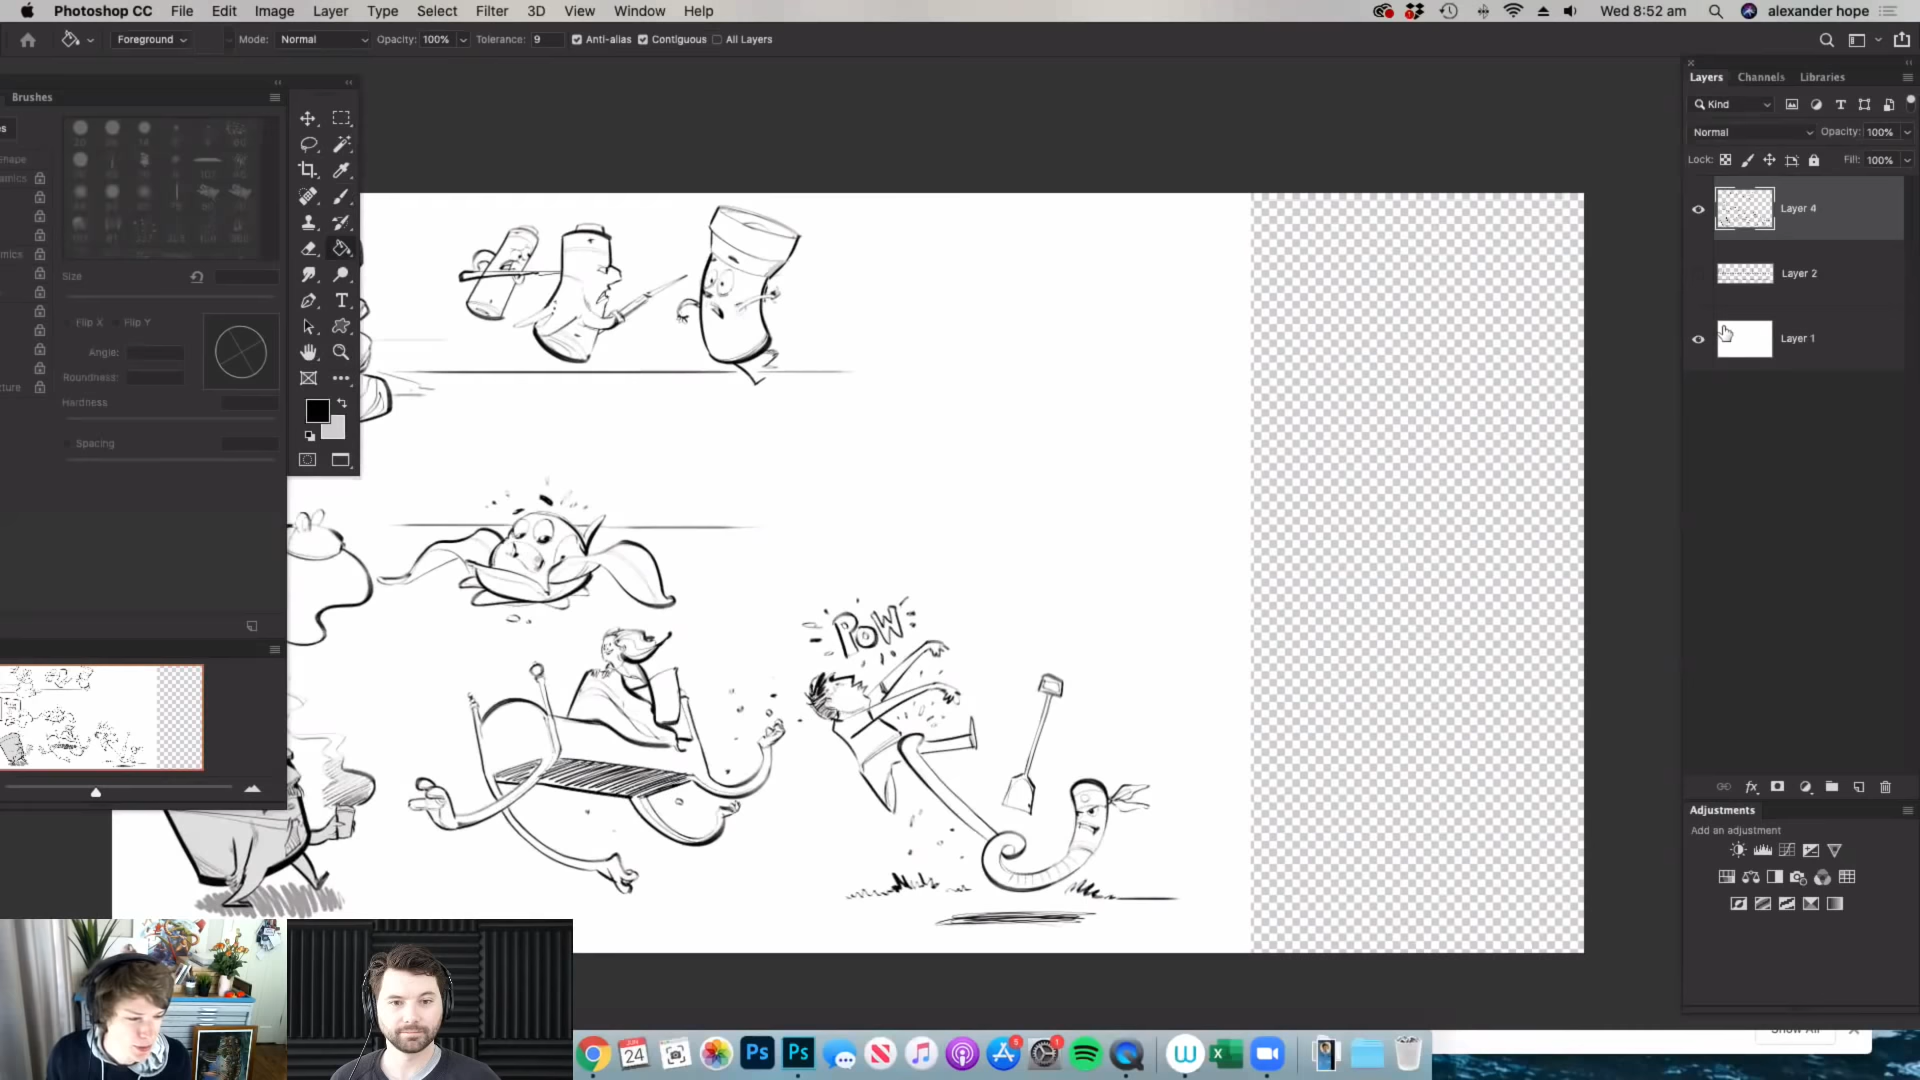 Photoshop CC File Edit Image Layer Type Select Filter 3D View Window Help Wed 8:52 am alexander hope
Foreground Mode: Normal Opacity: 100% Tolerance: 9 Anti-alias Contiguous All Layers
Brushes
Size
Flip X Flip Y
Angle:
Roundness:
Hardness
Spacing
POW
Layers Channels Libraries
Kind
Normal Opacity: 100%
Lock: Fill: 100%
Layer 4
Layer 2
Layer 1
Adjustments
Add an adjustment
24
Ps
Ps